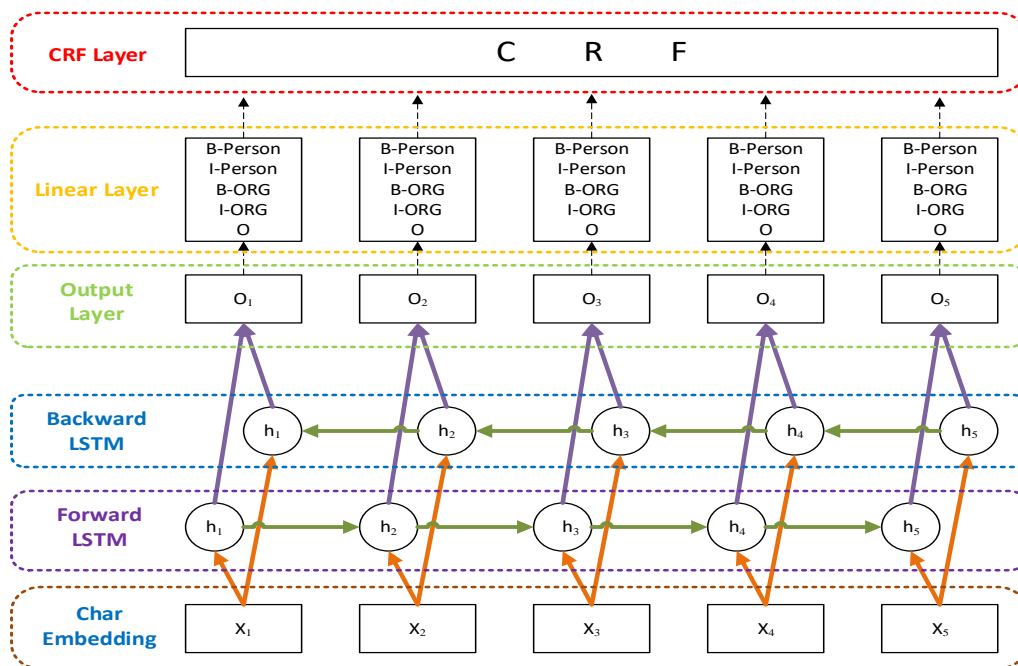 CRF Layer
C R F
Linear Layer
B-Person
I-Person
B-ORG
I-ORG
O
B-Person
I-Person
B-ORG
I-ORG
O
B-Person
I-Person
B-ORG
I-ORG
O
B-Person
I-Person
B-ORG
I-ORG
O
B-Person
I-Person
B-ORG
I-ORG
O
Output
Layer
O₁
O₂
O₃
O₄
O₅
Backward
LSTM
h₁
h₂
h₃
h₄
h₅
Forward
LSTM
h₁
h₂
h₃
h₄
h₅
Char
Embedding
X₁
X₂
X₃
X₄
X₅